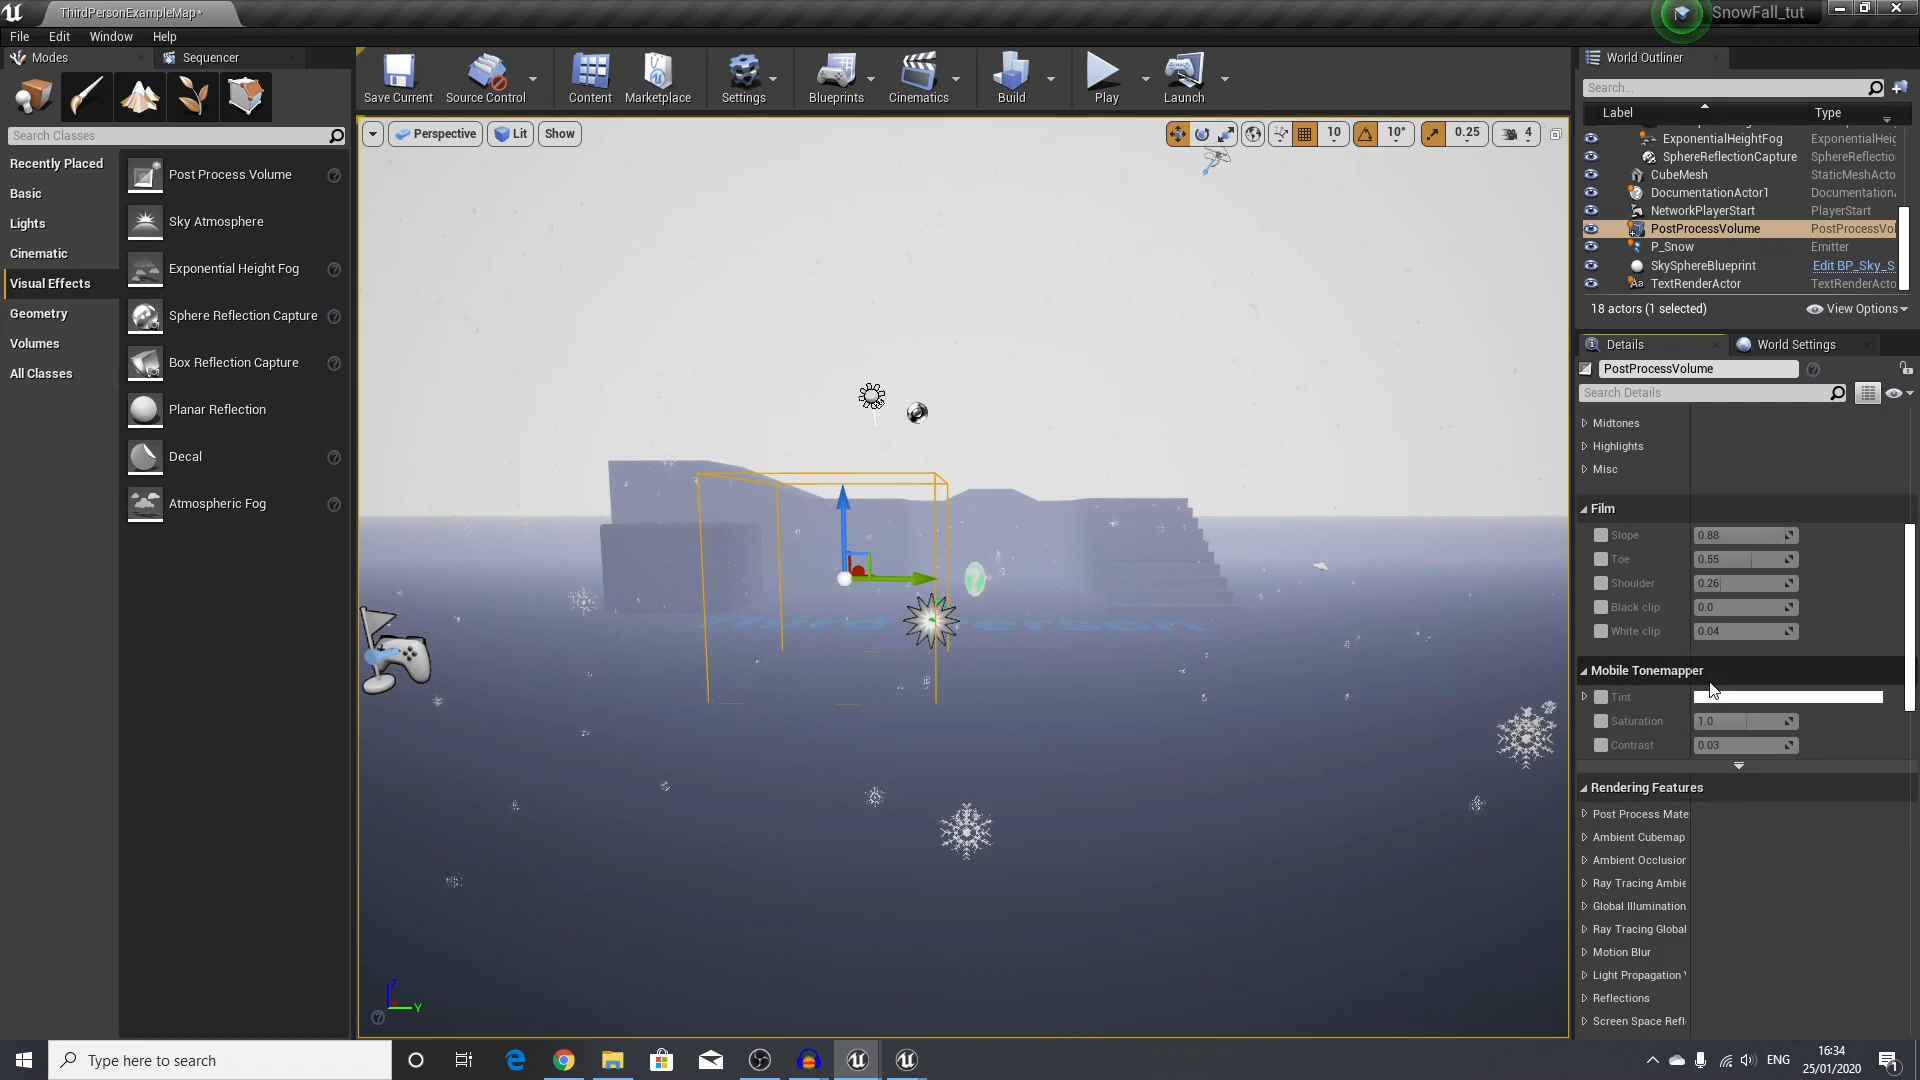 ThirdPersonExampleMap*
SnowFall_tut
File
Edit
Window
Help
Modes
Sequencer
Search Classes
Recently Placed
Basic
Lights
Cinematic
Visual Effects
Geometry
Volumes
All Classes
Post Process Volume
Sky Atmosphere
Exponential Height Fog
Sphere Reflection Capture
Box Reflection Capture
Planar Reflection
Decal
Atmospheric Fog
Save Current
Source Control
Content
Marketplace
Settings
Blueprints
Cinematics
Build
Play
Launch
Perspective
Lit
Show
10
10°
0.25
4
Third Person
Z
Y
World Outliner
Search...
Label
Type
ExponentialHeightFog
ExponentialHeig
SphereReflectionCapture
SphereReflectio
CubeMesh
StaticMeshActo
DocumentationActor1
Documentation
NetworkPlayerStart
PlayerStart
PostProcessVolume
PostProcessVol
P_Snow
Emitter
SkySphereBlueprint
Edit BP_Sky_S
TextRenderActor
TextRenderActo
18 actors (1 selected)
View Options
Details
World Settings
PostProcessVolume
Search Details
Midtones
Highlights
Misc
Film
Slope
0.88
Toe
0.55
Shoulder
0.26
Black clip
0.0
White clip
0.04
Mobile Tonemapper
Tint
Saturation
1.0
Contrast
0.03
Rendering Features
Post Process Mate
Ambient Cubemap
Ambient Occlusion
Ray Tracing Ambie
Global Illumination
Ray Tracing Global
Motion Blur
Light Propagation
Reflections
Screen Space Refl
Type here to search
ENG
16:34
25/01/2020
1